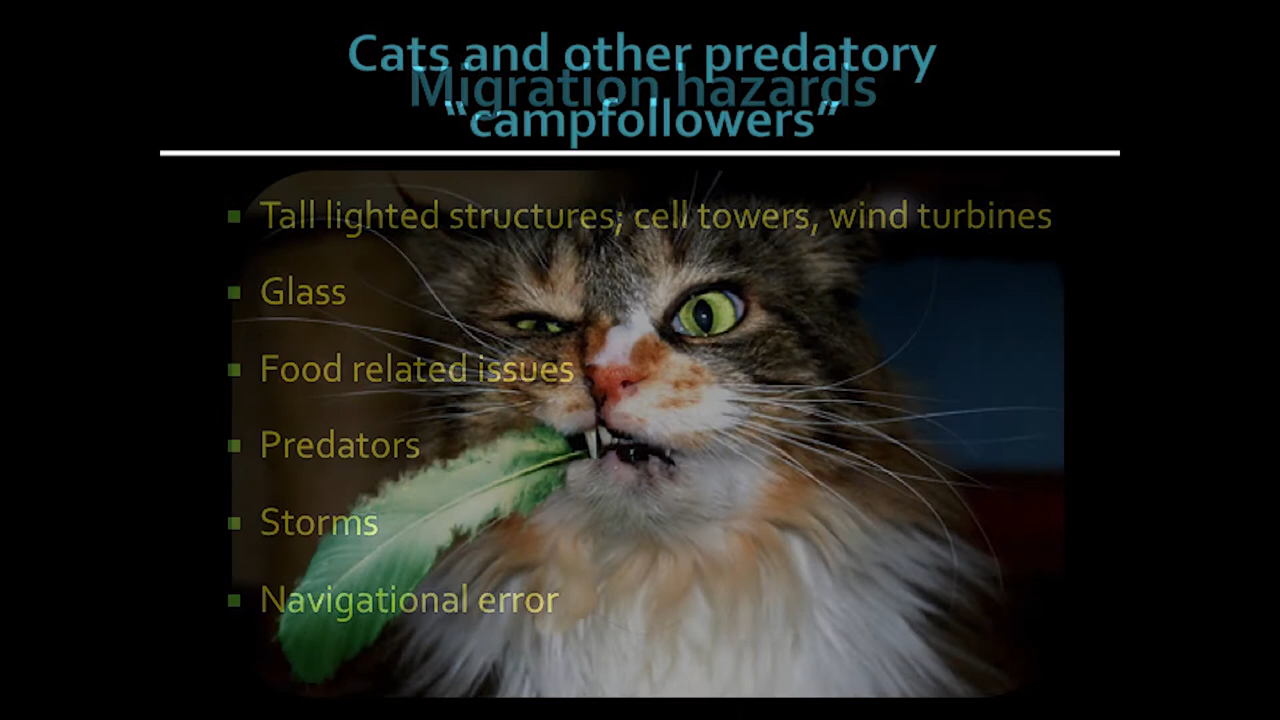 Cats and other predatory
Migration hazards
“campfollowers”
Tall lighted structures; cell towers, wind turbines
Glass
Food related issues
Predators
Storms
Navigational error